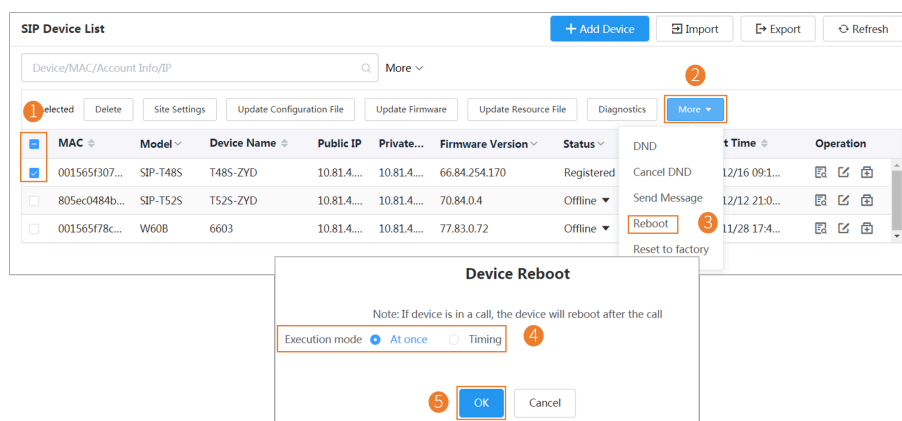 SIP Device List
+ Add Device
Import
Export
Refresh
Device/MAC/Account Info/IP
More
2
1
elected
Delete
Site Settings
Update Configuration File
Update Firmware
Update Resource File
Diagnostics
More
MAC
Model
Device Name
Public IP
Private...
Firmware Version
Status
t Time
Operation
001565f307...
SIP-T48S
T48S-ZYD
10.81.4....
10.81.4....
66.84.254.170
Registered
12/16 09:1...
805ec0484b...
SIP-T52S
T52S-ZYD
10.81.4....
10.81.4....
70.84.0.4
Offline
12/12 21:0...
001565f78c...
W60B
6603
10.81.4....
10.81.4....
77.83.0.72
Offline
11/28 17:4...
DND
Cancel DND
Send Message
Reboot
3
Reset to factory
Device Reboot
Note: If device is in a call, the device will reboot after the call
Execution mode
At once
Timing
4
5
OK
Cancel